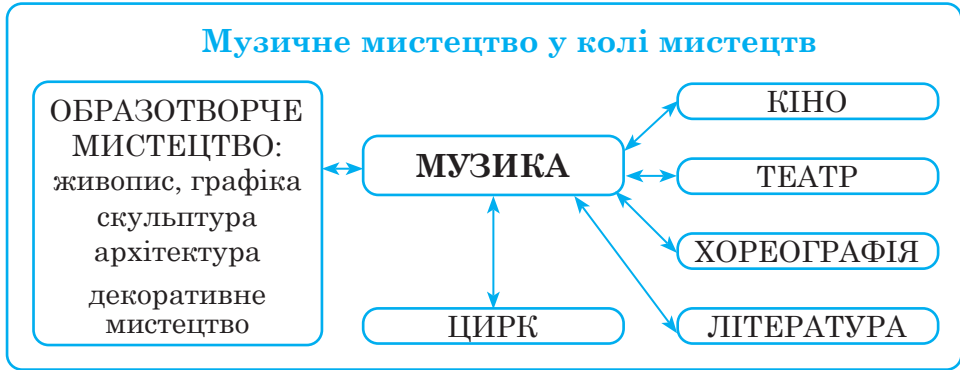 Музичне мистецтво у колі мистецтв
ОБРАЗОТВОРЧЕ
МИСТЕЦТВО:
живопис, графіка
скульптура
архітектура
декоративне
мистецтво
МУЗИКА
ЦИРК
КІНО
ТЕАТР
ХОРЕОГРАФІЯ
ЛІТЕРАТУРА